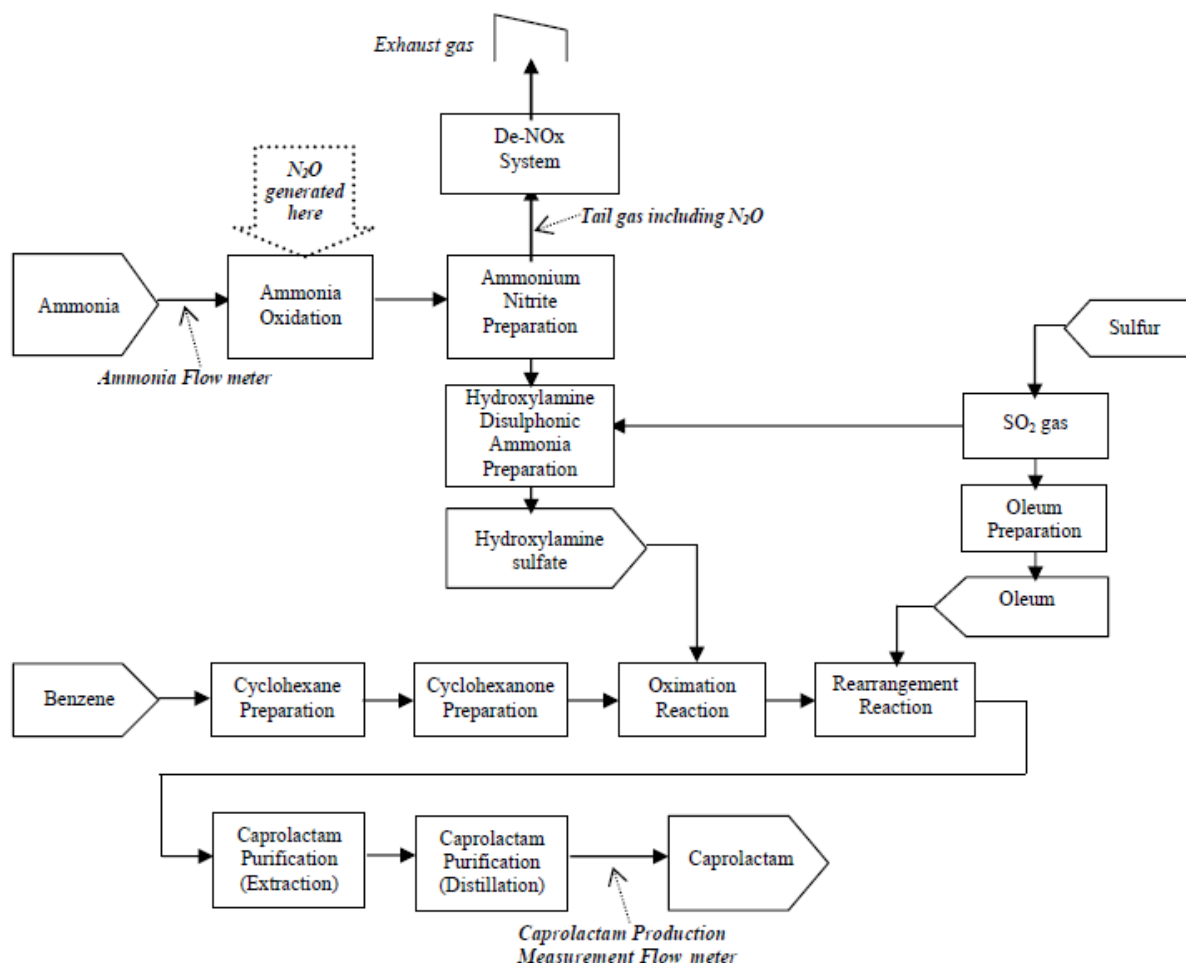 Exhaust gas
De-NOx
System
N₂O
generated
here
Tail gas including N₂O
Ammonia
Ammonia
Oxidation
Ammonium
Nitrite
Preparation
Sulfur
Ammonia Flow meter
Hydroxylamine
Disulphonic
Ammonia
Preparation
SO₂ gas
Oleum
Preparation
Hydroxylamine
sulfate
Oleum
Benzene
Cyclohexane
Preparation
Cyclohexanone
Preparation
Oximation
Reaction
Rearrangement
Reaction
Caprolactam
Purification
(Extraction)
Caprolactam
Purification
(Distillation)
Caprolactam
Caprolactam Production
Measurement Flow meter